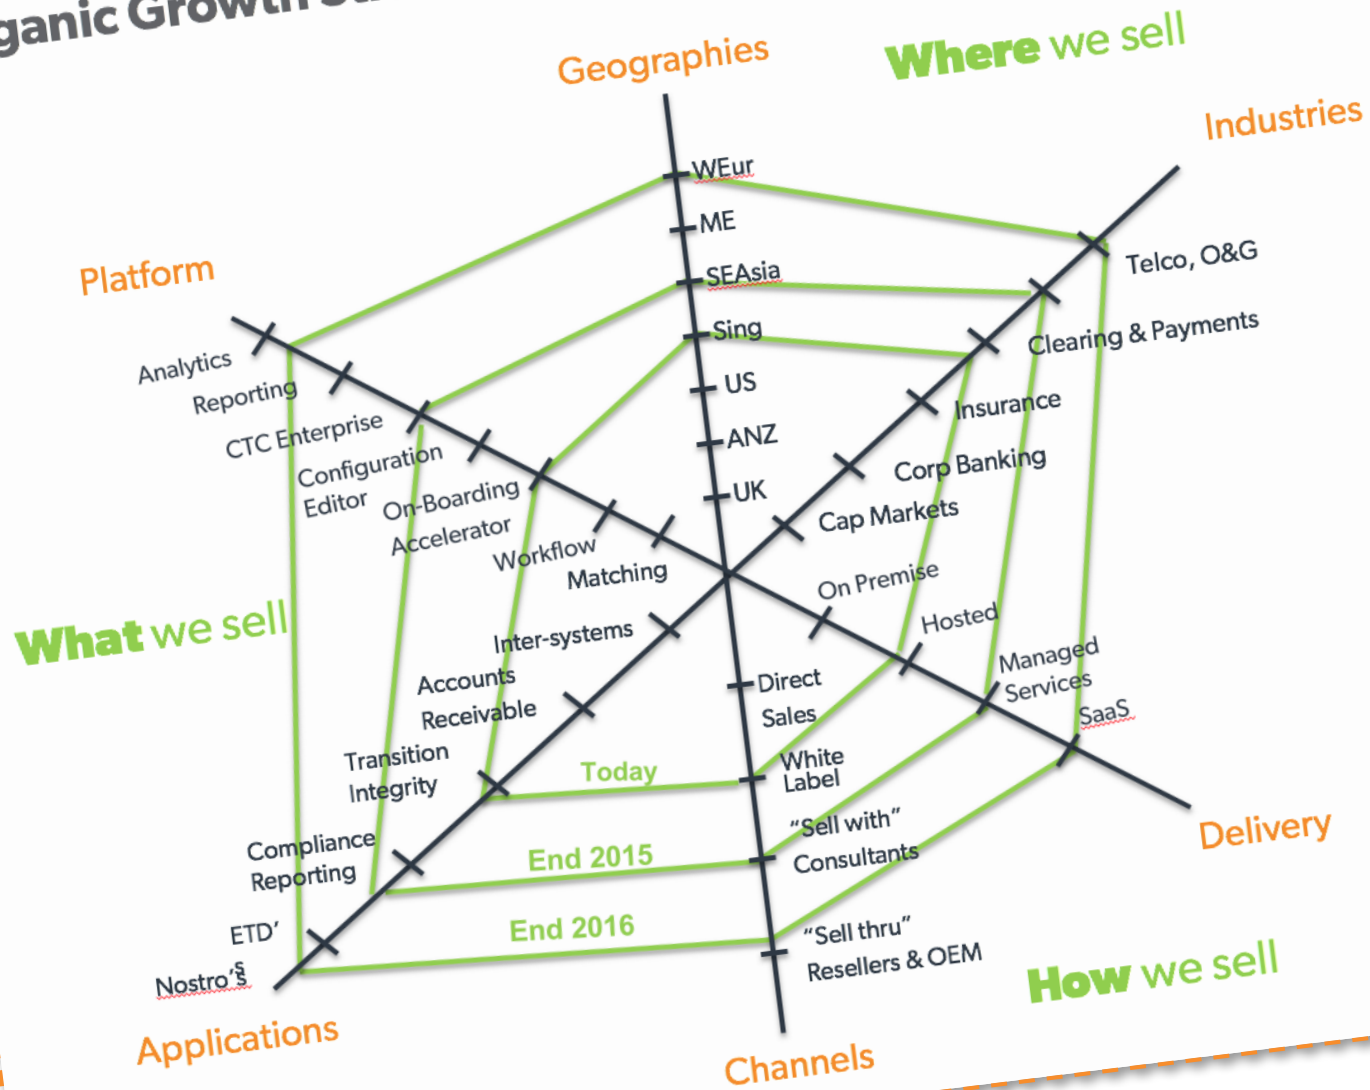 ganic Growth
Geographies
Where we sell
Industries
WEur
ME
SEAsia
Sing
US
ANZ
UK
Telco, O&G
Clearing & Payments
Insurance
Corp Banking
Cap Markets
Platform
Analytics
Reporting
CTC Enterprise
Configuration
Editor
On-Boarding
Accelerator
Workflow
Matching
What we sell
On Premise
Hosted
Managed
Services
SaaS
Delivery
Inter-systems
Accounts
Receivable
Transition
Integrity
Compliance
Reporting
ETD’
s
Nostro’s
Applications
Direct
Sales
White
Label
“Sell with”
Consultants
“Sell thru”
Resellers & OEM
Channels
Today
End 2015
End 2016
How we sell